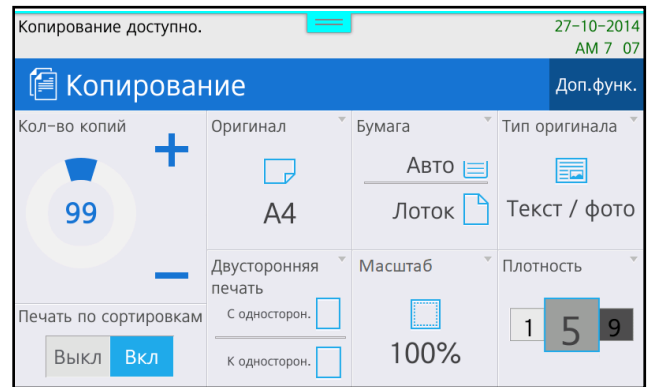 Копирование доступно.
27-10-2014
AM 7 07
Копирование
Доп.функ.
Кол-во копий
99
Оригинал
A4
Бумага
Авто
Лоток
Тип оригинала
Текст / фото
Печать по сортировкам
Выкл Вкл
Двусторонняя
печать
С односторон.
К односторон.
Масштаб
100%
Плотность
1 5 9